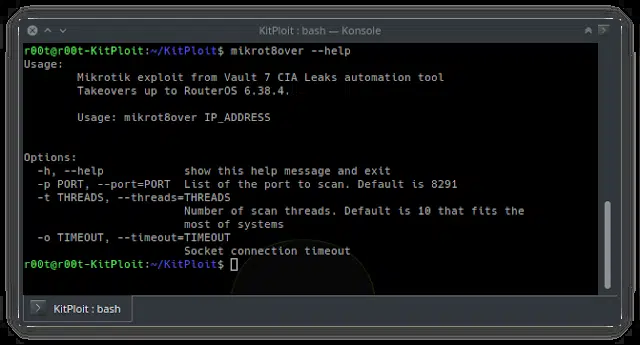 KitPloit : bash — Konsole
r00t@r00t-KitPloit:~/KitPloit$ mikrot8over --help
Usage:
Mikrotik exploit from Vault 7 CIA Leaks automation tool
Takeovers up to RouterOS 6.38.4.
Usage: mikrot8over IP_ADDRESS
Options:
-h, --help show this help message and exit
-p PORT, --port=PORT List of the port to scan. Default is 8291
-t THREADS, --threads=THREADS
Number of scan threads. Default is 10 that fits the
most of systems
-o TIMEOUT, --timeout=TIMEOUT
Socket connection timeout
r00t@r00t-KitPloit:~/KitPloit$
KitPloit : bash